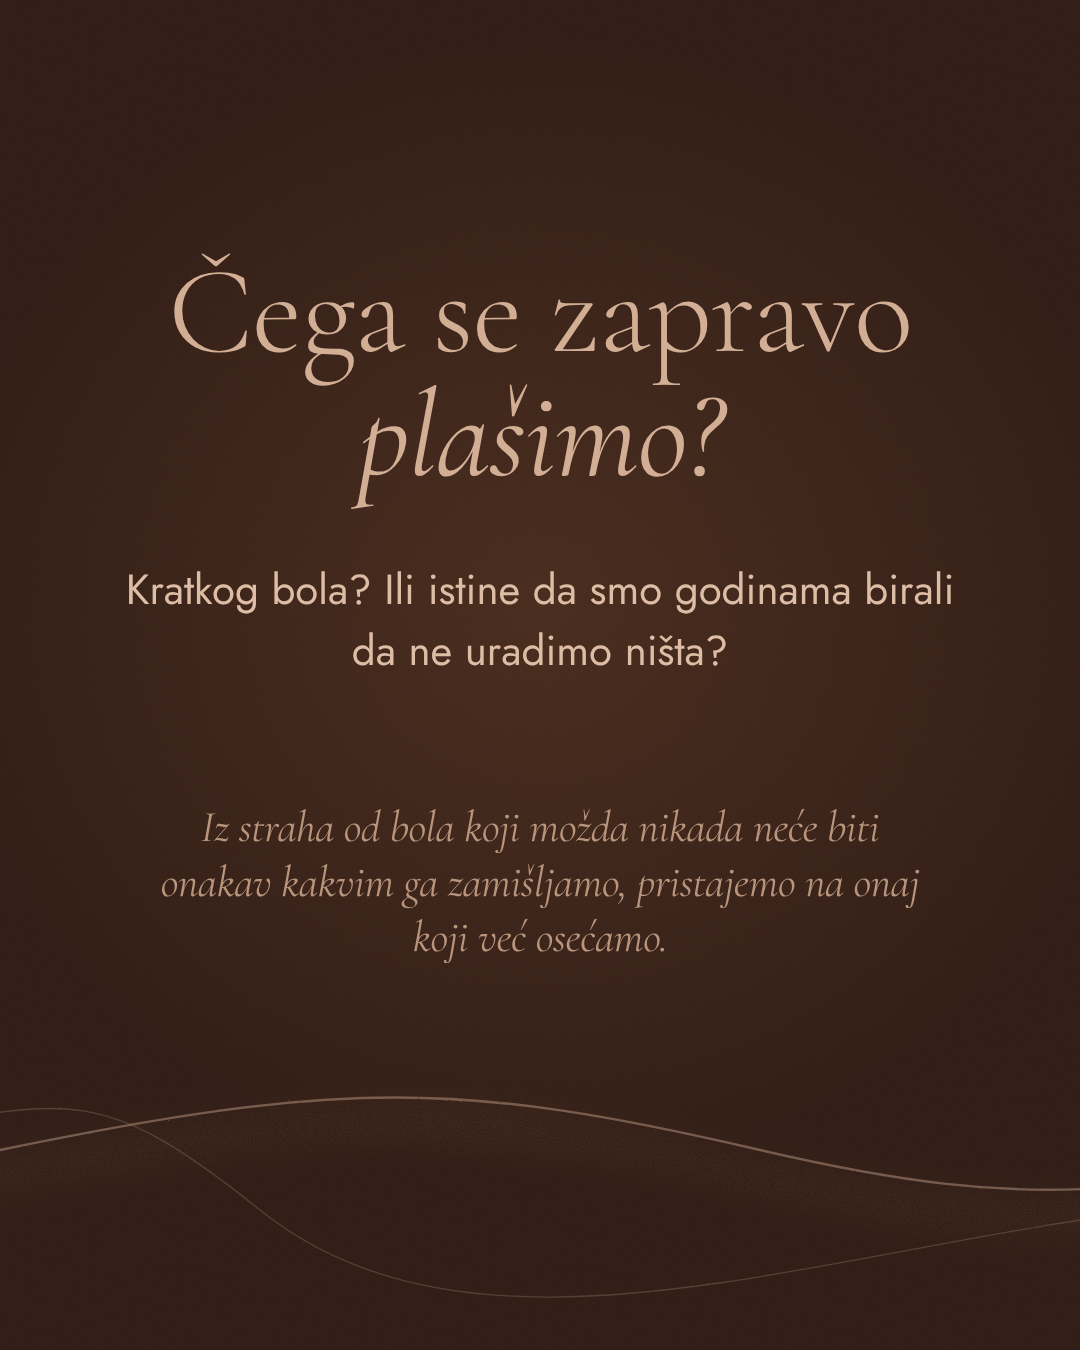 Čega se zapravo
plašimo?
Kratkog bola? Ili istine da smo godinama birali
da ne uradimo ništa?
Iz straha od bola koji možda nikada neće biti
onakav kakvim ga zamišljamo, pristajemo na onaj
koji već osećamo.